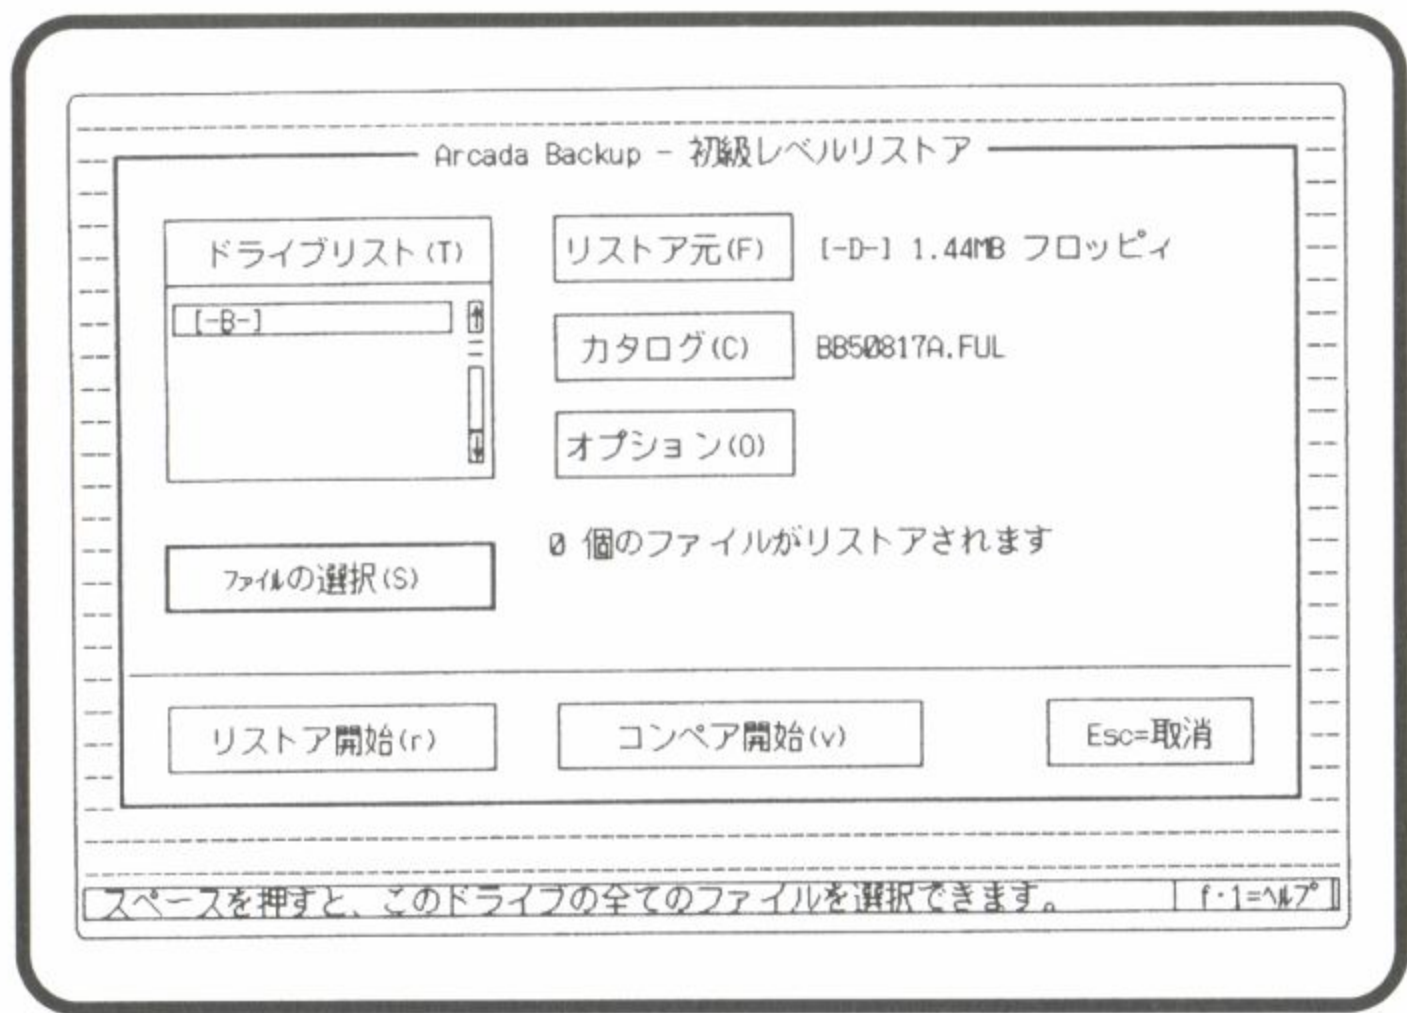 Arcada Backup - 初級レベルリストア
ドライブリスト(T)
[-B-]
リストア元(F) [-D-] 1.44MB フロッピィ
カタログ(C) BB50817A.FUL
オプション(O)
0 個のファイルがリストアされます
ファイルの選択(S)
リストア開始(r) コンペア開始(v) Esc=取消
スペースを押すと、このドライブの全てのファイルを選択できます。 f・1=ヘルプ